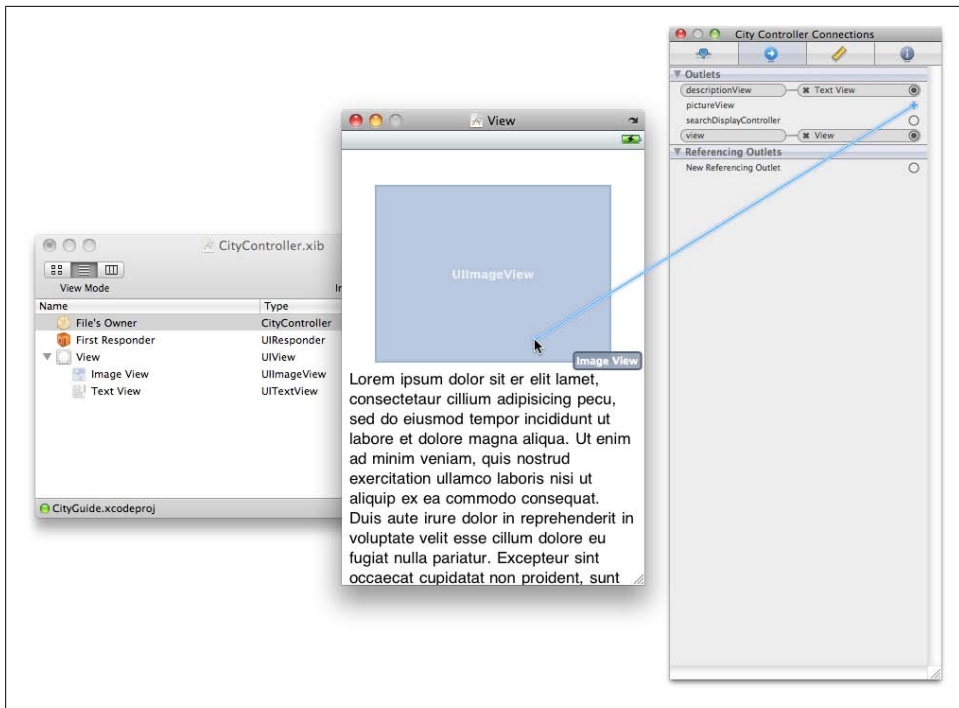 CityController.xib
View Mode
Name
Type
File's Owner
CityController
First Responder
UIResponder
View
UIView
Image View
UIImageView
Text View
UITextView
CityGuide.xcodeproj
View
UIImageView
Image View
Lorem ipsum dolor sit er elit lamet,
consectetaur cillium adipisicing pecu,
sed do eiusmod tempor incididunt ut
labore et dolore magna aliqua. Ut enim
ad minim veniam, quis nostrud
exercitation ullamco laboris nisi ut
aliquip ex ea commodo consequat.
Duis aute irure dolor in reprehenderit in
voluptate velit esse cillum dolore eu
fugiat nulla pariatur. Excepteur sint
occaecat cupidatat non proident, sunt
City Controller Connections
Outlets
descriptionView
Text View
pictureView
searchDisplayController
view
View
Referencing Outlets
New Referencing Outlet